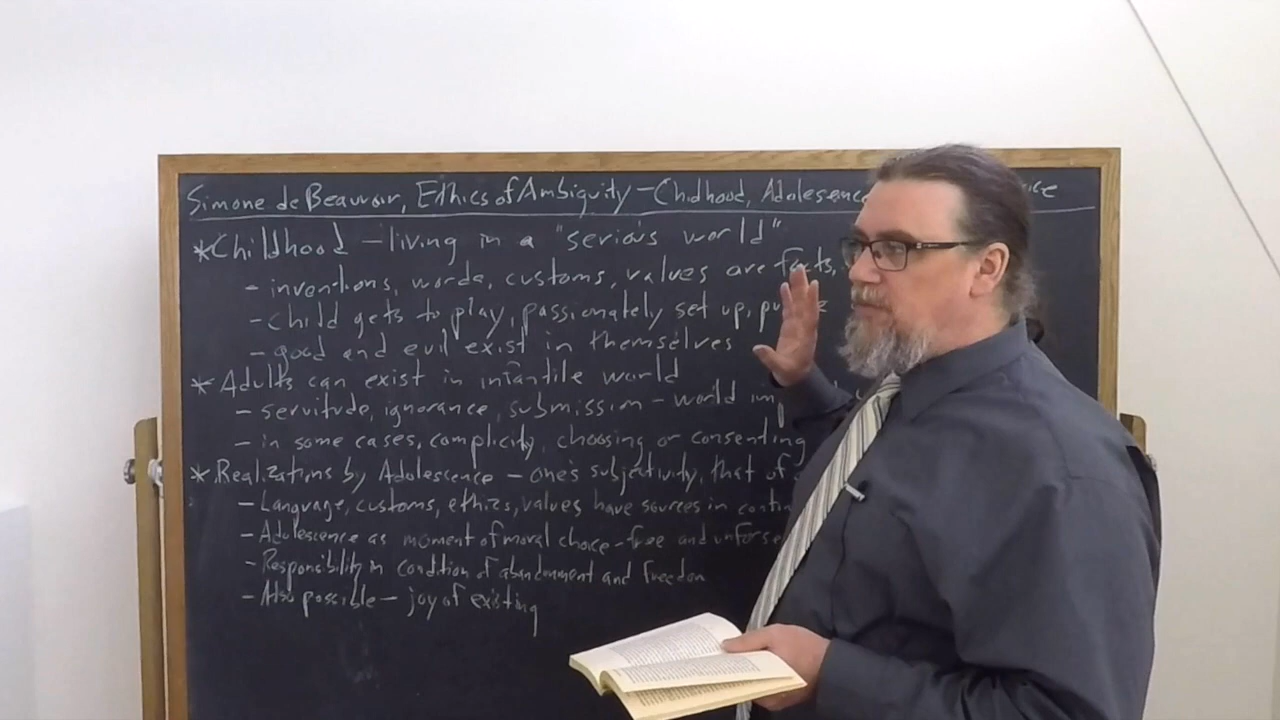 Simone de Beauvoir, Ethics of Ambiguity - Chidhood, Adolesenc
*Childhood - living in a "serious world"
- inventions, words, customs, values are facts,
- Child gets to play, passionately set up,
- good and evil exist in themselves
* Adults can exist in infantile world
- servitude, ignorance, submission - world
- in some cases, complicity, choosing or consenting
* Realizations by Adolescence - one's subjectivity, that of
- Language, customs, ethics, values have sources in
- Adolescence as moment of moral choice - free and
- Responsibility in condition of abandonment and freedom
- Also possible - joy of existing